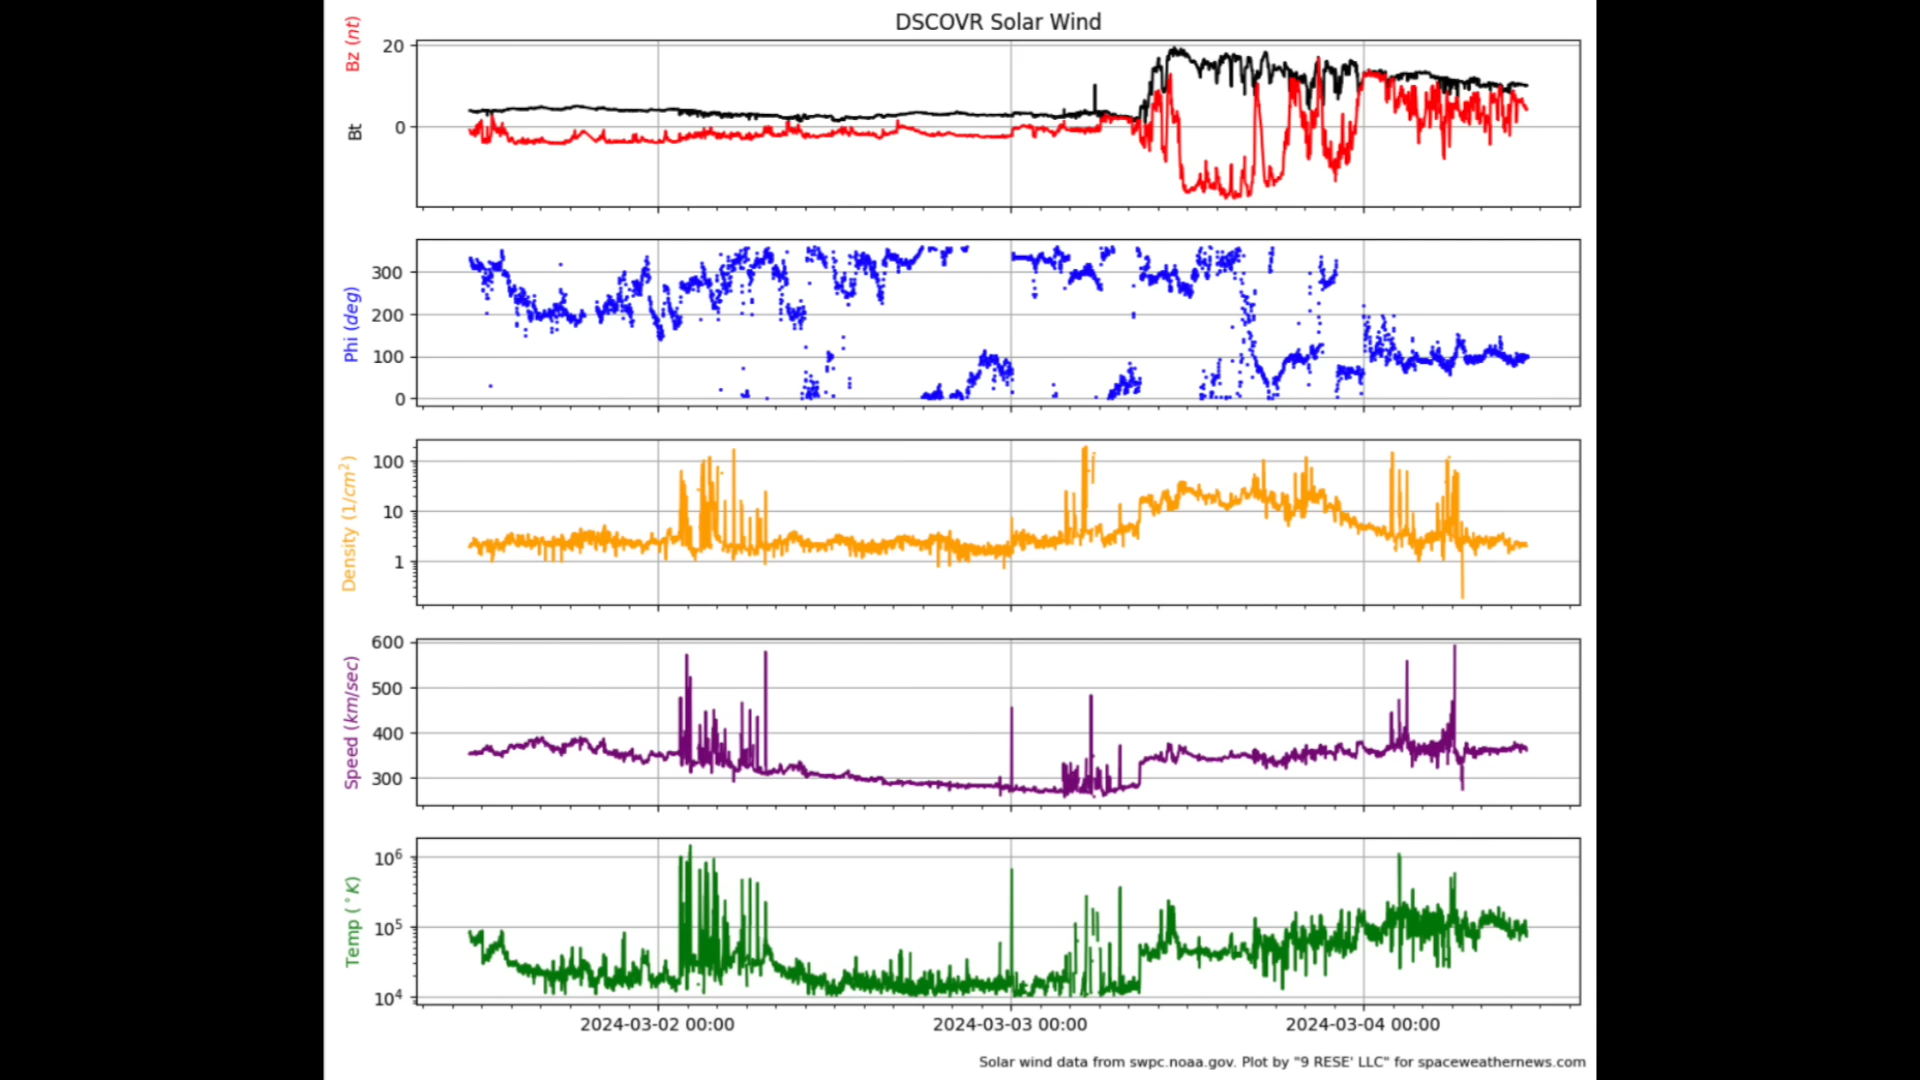 DSCOVR Solar Wind
Bz (nt)
Bt
20
0
Phi (deg)
300
200
100
0
Density (1/cm²)
100
10
1
Speed (km/sec)
600
500
400
300
Temp (°K)
10⁶
10⁵
10⁴
2024-03-02 00:00 2024-03-03 00:00 2024-03-04 00:00
Solar wind data from swpc.noaa.gov. Plot by "9 RESE' LLC" for spaceweathernews.com